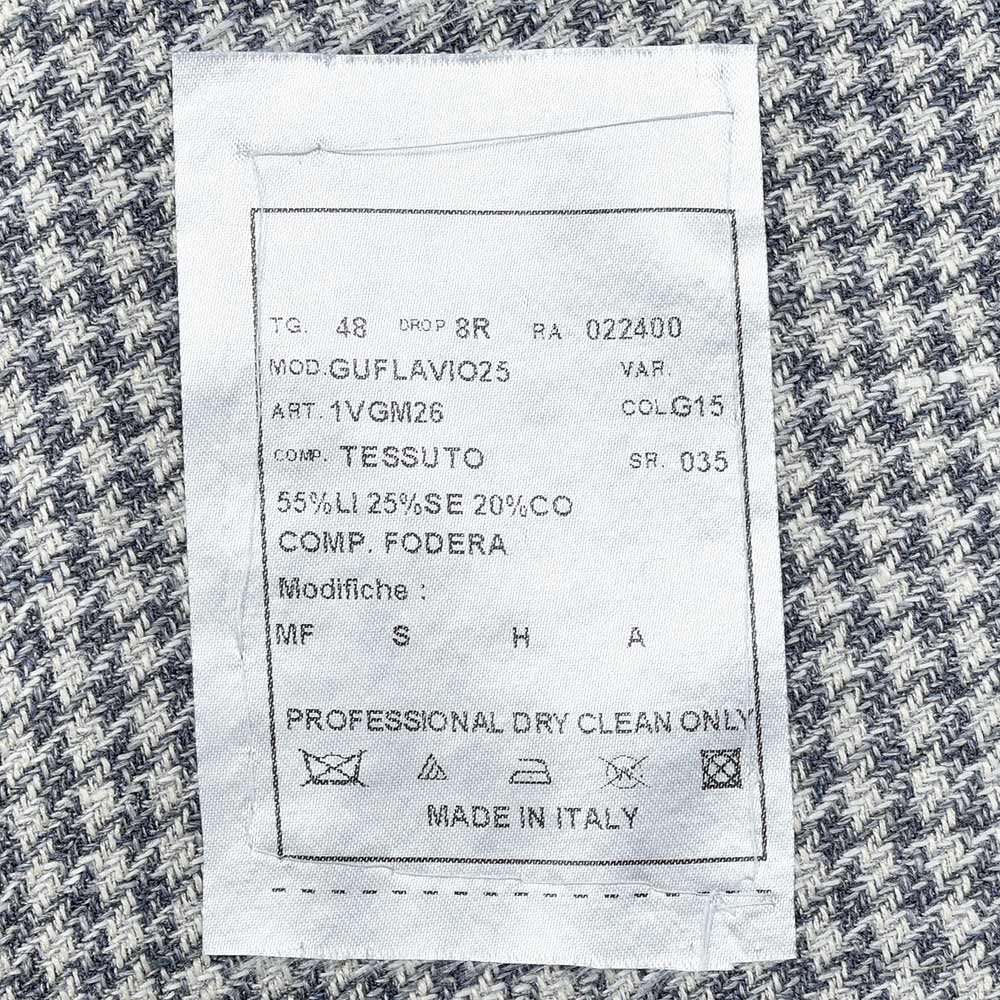 TG. 48 DROP 8R RA 022400
MOD.GUFLAVIO25 VAR.
ART. 1VGM26 COL.G15
COMP. TESSUTO SR. 035
55%LI 25%SE 20%CO
COMP. FODERA
Modifiche :
MF S H A
PROFESSIONAL DRY CLEAN ONLY
MADE IN ITALY